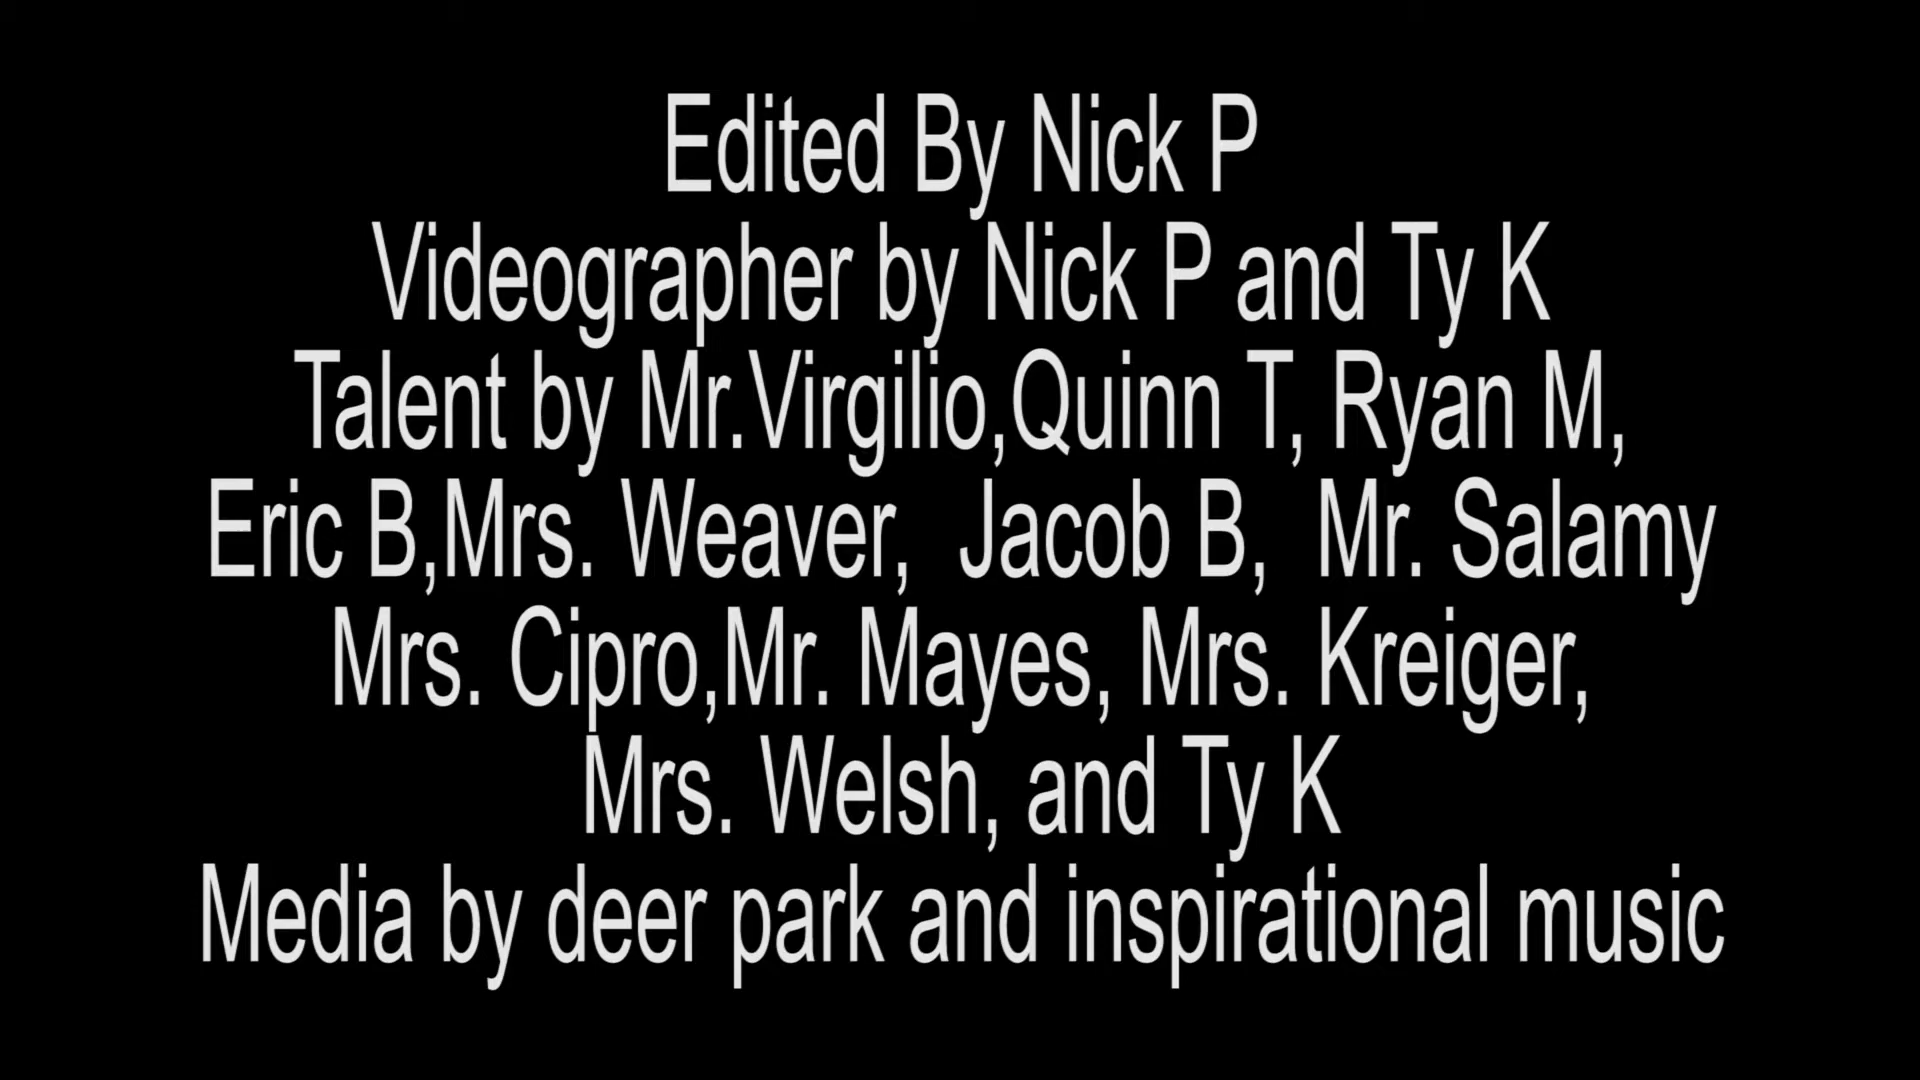 Edited By Nick P
Videographer by Nick P and Ty K
Talent by Mr.Virgilio,Quinn T, Ryan M,
Eric B,Mrs. Weaver,  Jacob B,  Mr. Salamy
Mrs. Cipro,Mr. Mayes, Mrs. Kreiger,
Mrs. Welsh, and Ty K
Media by deer park and inspirational music